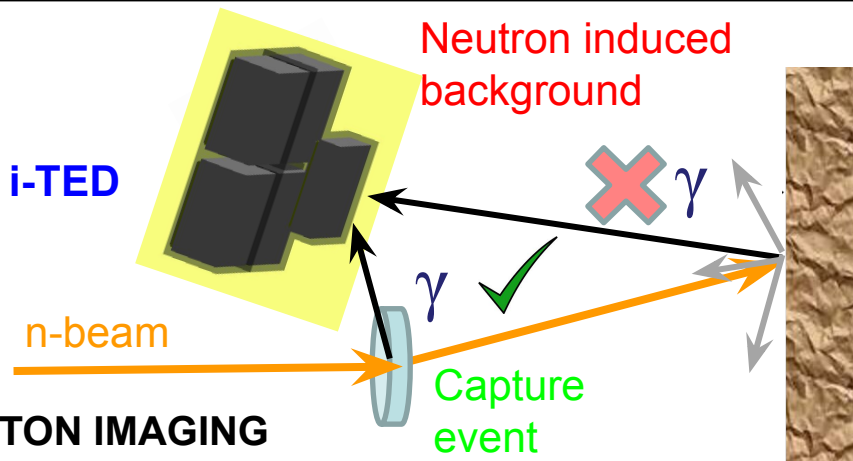 Neutron induced
background
i-TED
γ
γ
n-beam
Capture
event
TON IMAGING